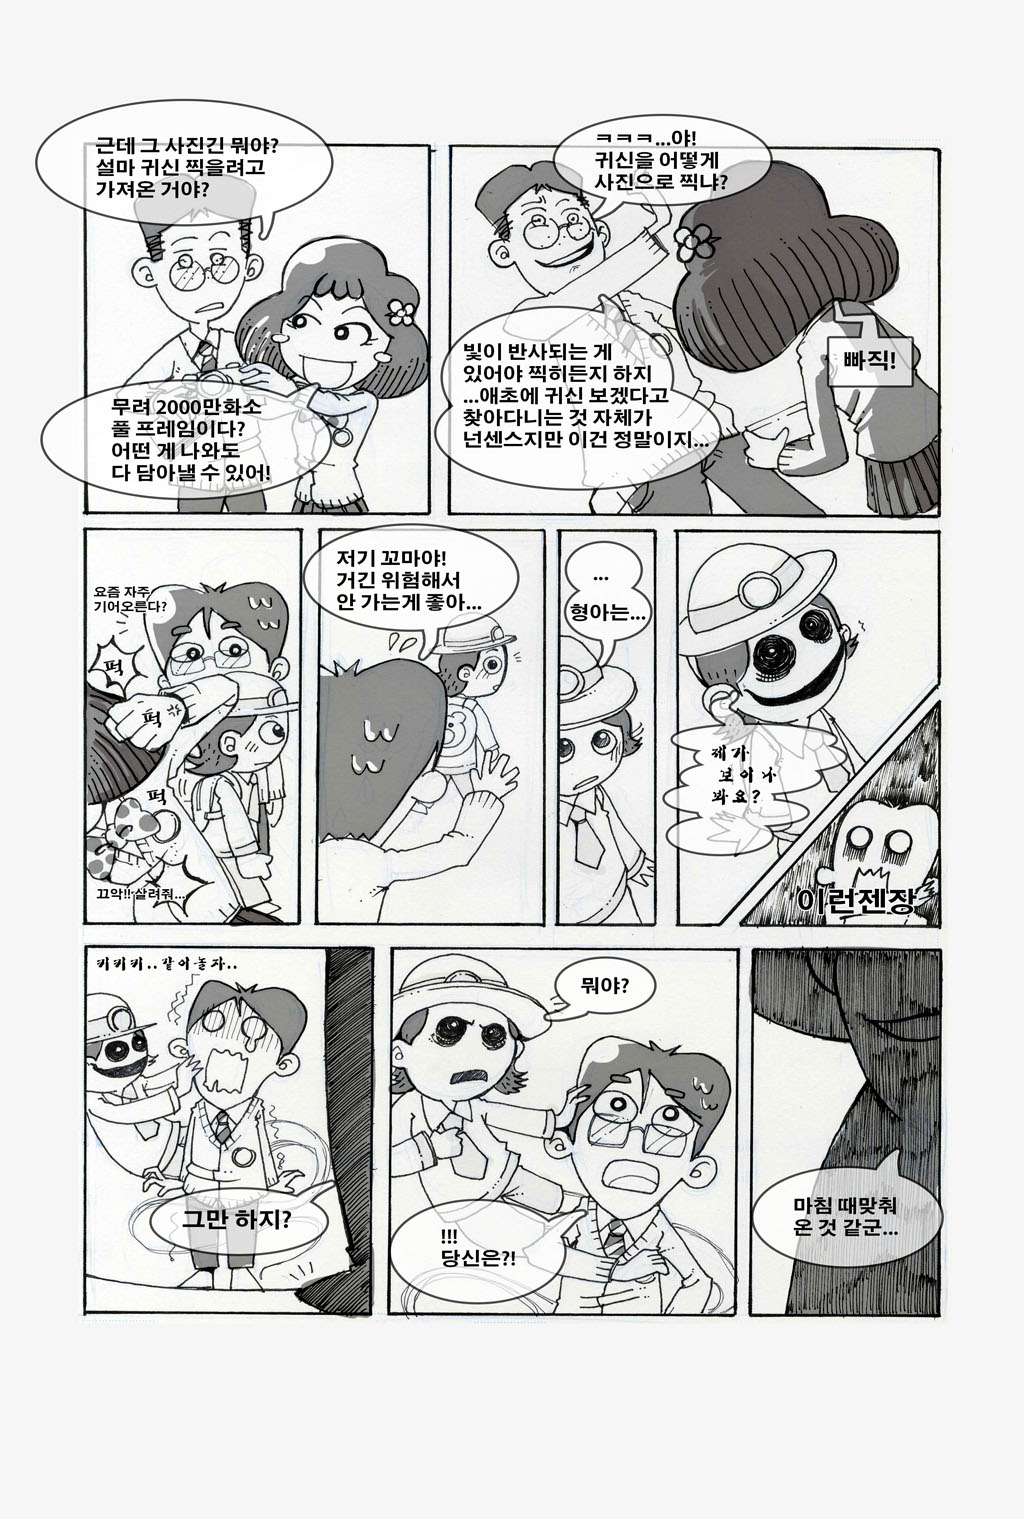 근데 그 사진긴 뭐야?
설마 귀신 찍을려고
가져온 거야?
무려 2000만화소
풀 프레임이다?
어떤 게 나와도
다 담아낼 수 있어!
ㅋㅋㅋ...야!
귀신을 어떻게
사진으로 찍냐?
빛이 반사되는 게
있어야 찍히든지 하지
...애초에 귀신 보겠다고
찾아다니는 것 자체가
넌센스지만 이건 정말이지...
빠직!
요즘 자주
기어오른다?
퍽
퍽
퍽
끄악!! 살려줘...
저기 꼬마야!
거긴 위험해서
안 가는게 좋아...
...
형아는...
제가
보이나
봐요?
이런젠장
키키키..같이놀자..
그만 하지?
뭐야?
!!!
당신은?!
마침 때맞춰
온 것 같군...